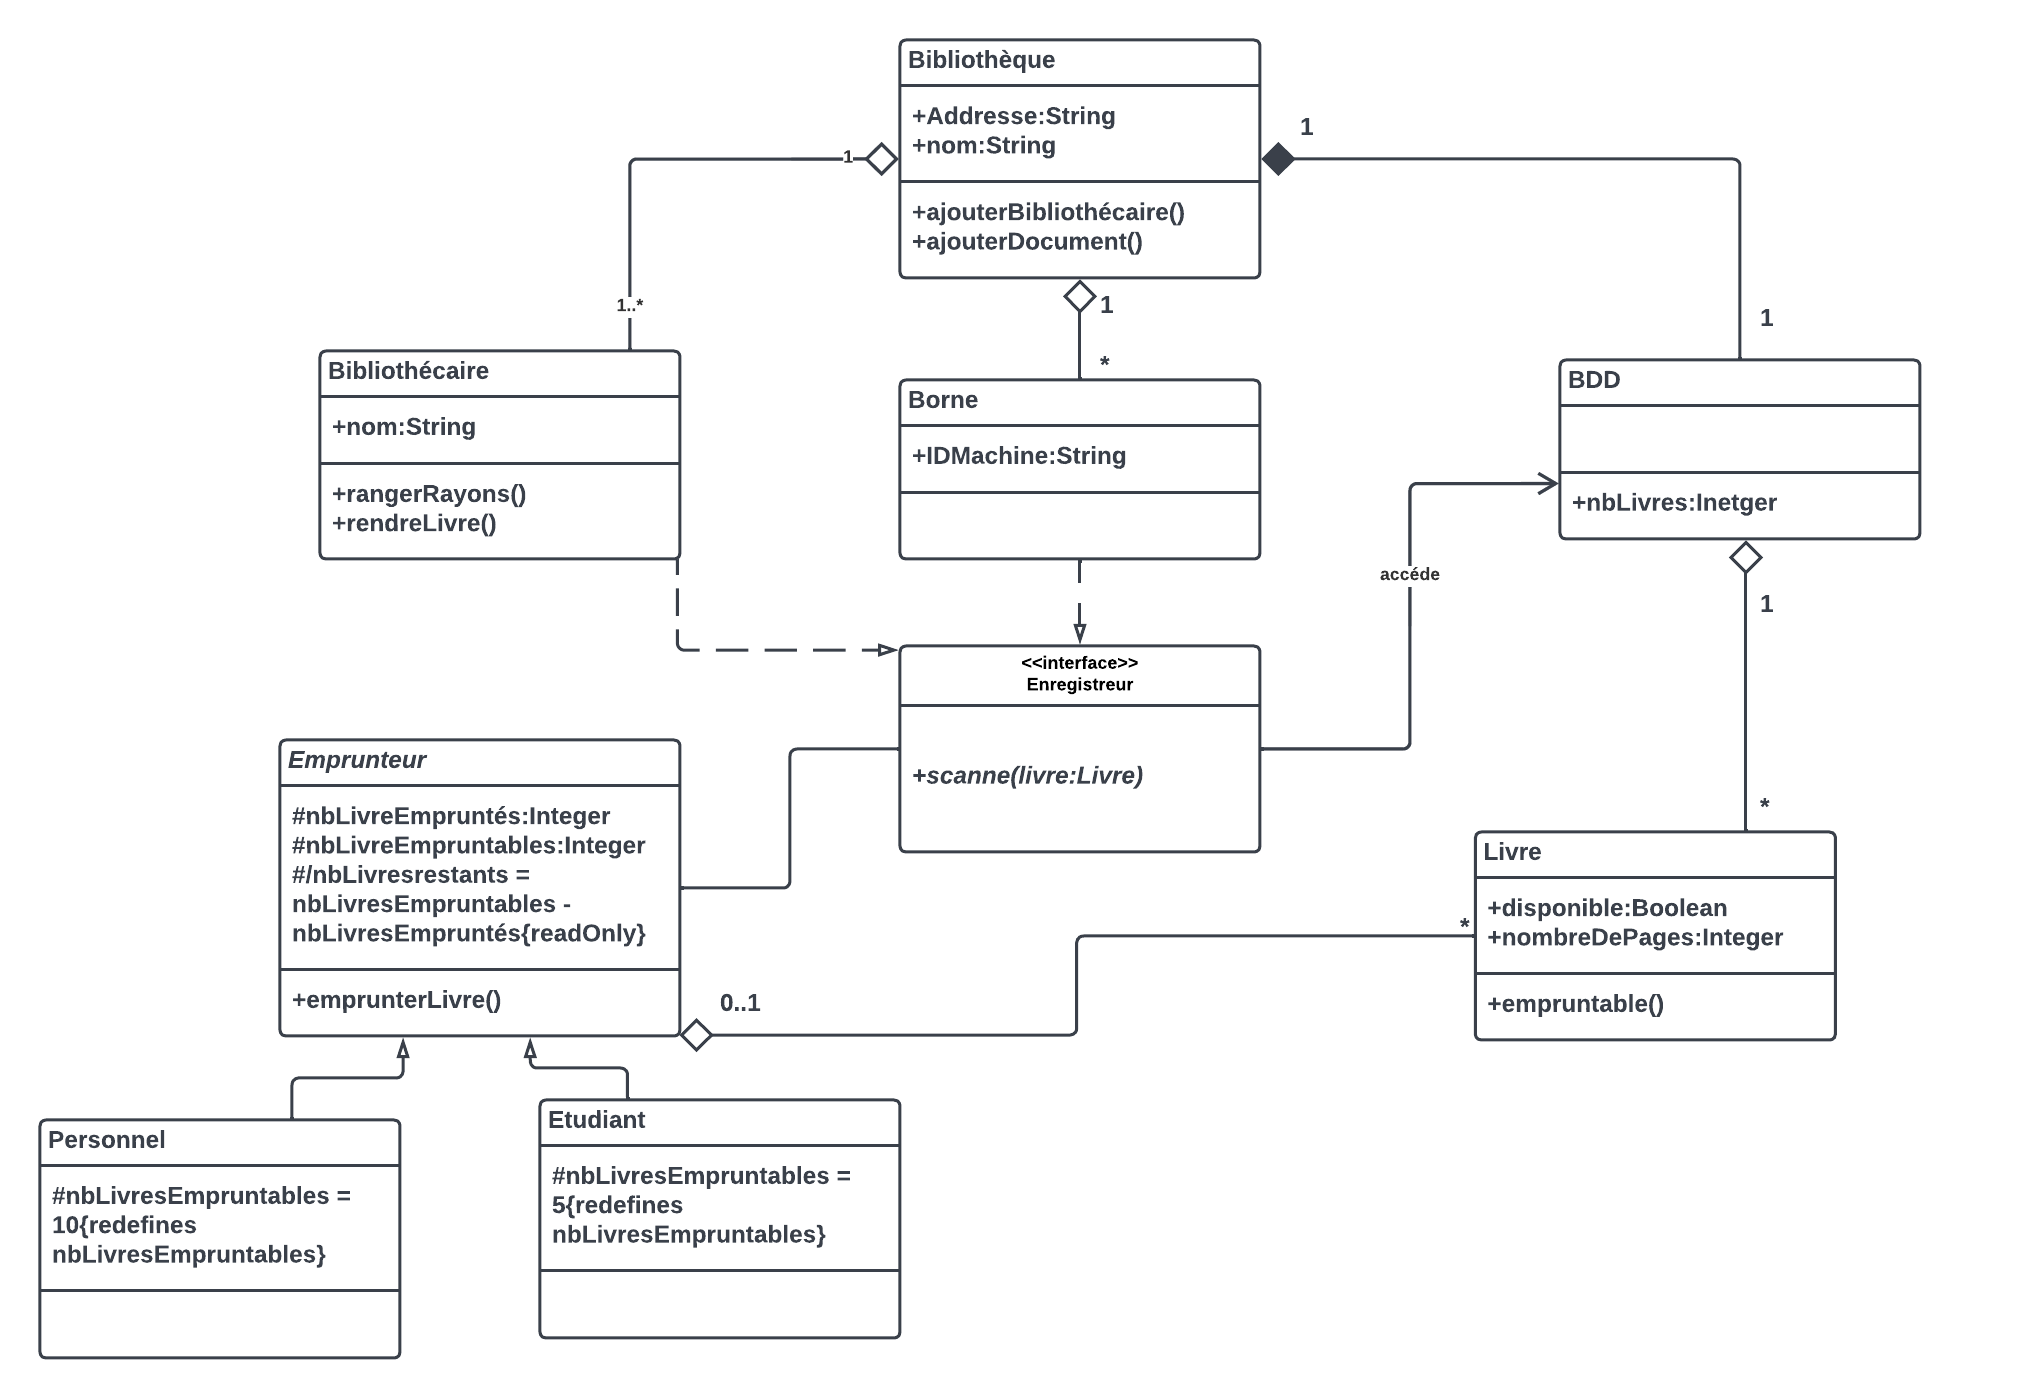 Bibliothèque
+Addresse:String
+nom:String
+ajouterBibliothécaire()
+ajouterDocument()
1
1
1..*
1
*
1
Bibliothécaire
+nom:String
+rangerRayons()
+rendreLivre()
Borne
+IDMachine:String
BDD
+nbLivres:Inetger
accéde
1
*
<<interface>>
Enregistreur
+scanne(livre:Livre)
Emprunteur
#nbLivreEmpruntés:Integer
#nbLivreEmpruntables:Integer
#/nbLivresrestants =
nbLivresEmpruntables -
nbLivresEmpruntés{readOnly}
+emprunterLivre()
0..1
*
Livre
+disponible:Boolean
+nombreDePages:Integer
+empruntable()
Personnel
#nbLivresEmpruntables =
10{redefines
nbLivresEmpruntables}
Etudiant
#nbLivresEmpruntables =
5{redefines
nbLivresEmpruntables}